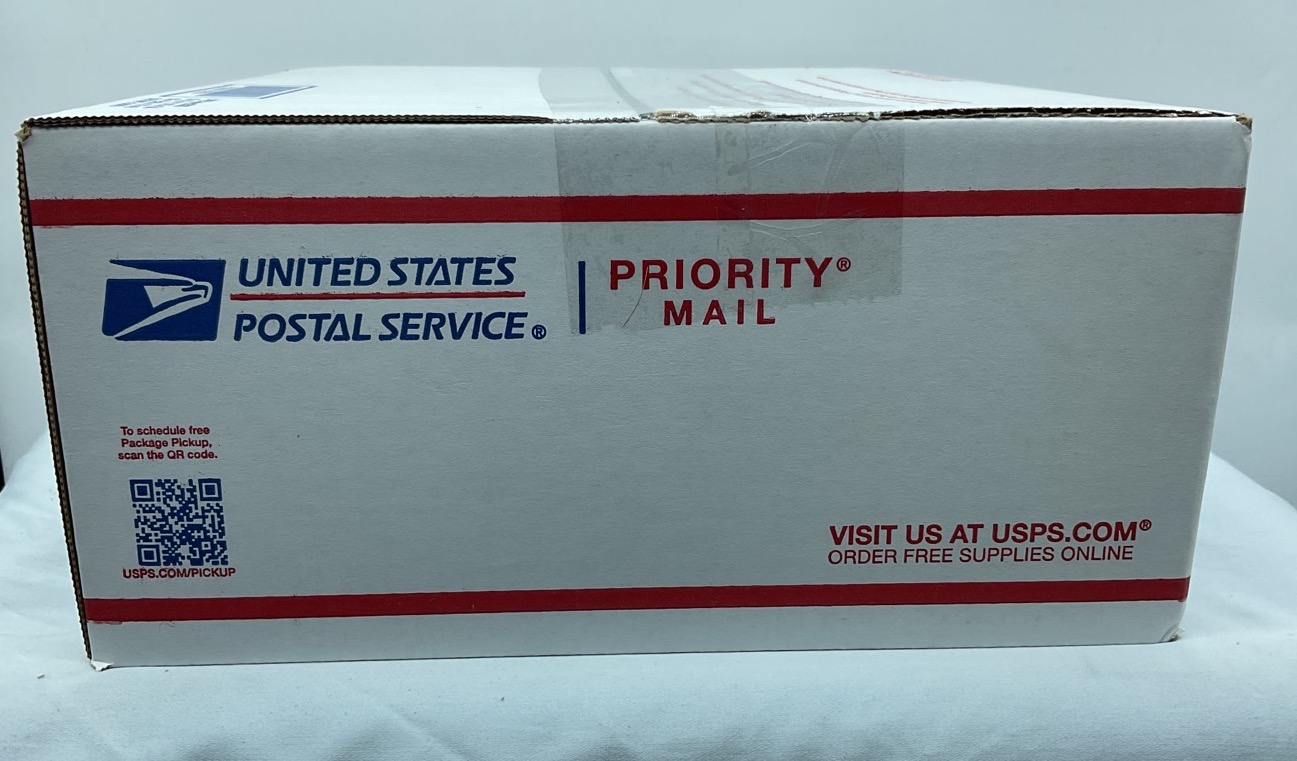 UNITED STATES
POSTAL SERVICE®
PRIORITY®
MAIL
To schedule free
Package Pickup,
scan the QR code.
USPS.COM/PICKUP
VISIT US AT USPS.COM®
ORDER FREE SUPPLIES ONLINE